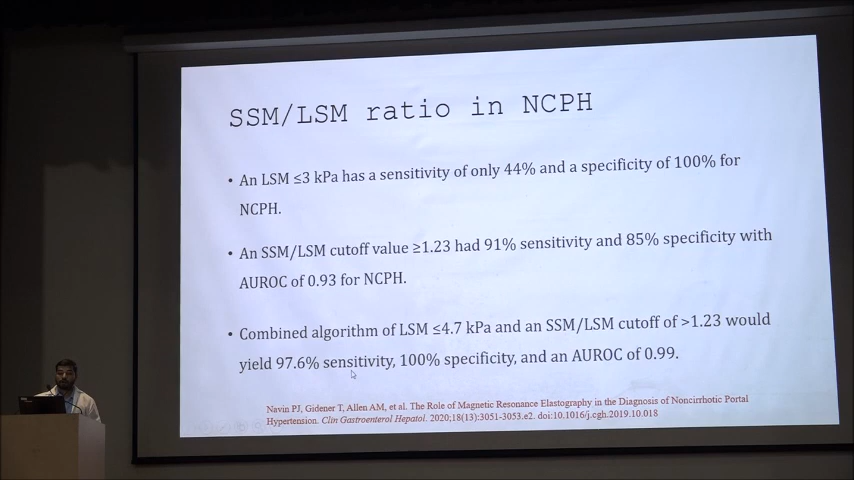 SSM/LSM ratio in NCPH
• An LSM ≤3 kPa has a sensitivity of only 44% and a specificity of 100% for
NCPH.
• An SSM/LSM cutoff value ≥1.23 had 91% sensitivity and 85% specificity with
AUROC of 0.93 for NCPH.
• Combined algorithm of LSM ≤4.7 kPa and an SSM/LSM cutoff of >1.23 would
yield 97.6% sensitivity, 100% specificity, and an AUROC of 0.99.
Navin PJ, Gidener T, Allen AM, et al. The Role of Magnetic Resonance Elastography in the Diagnosis of Noncirrhotic Portal
Hypertension. Clin Gastroenterol Hepatol. 2020;18(13):3051-3053.e2. doi:10.1016/j.cgh.2019.10.018